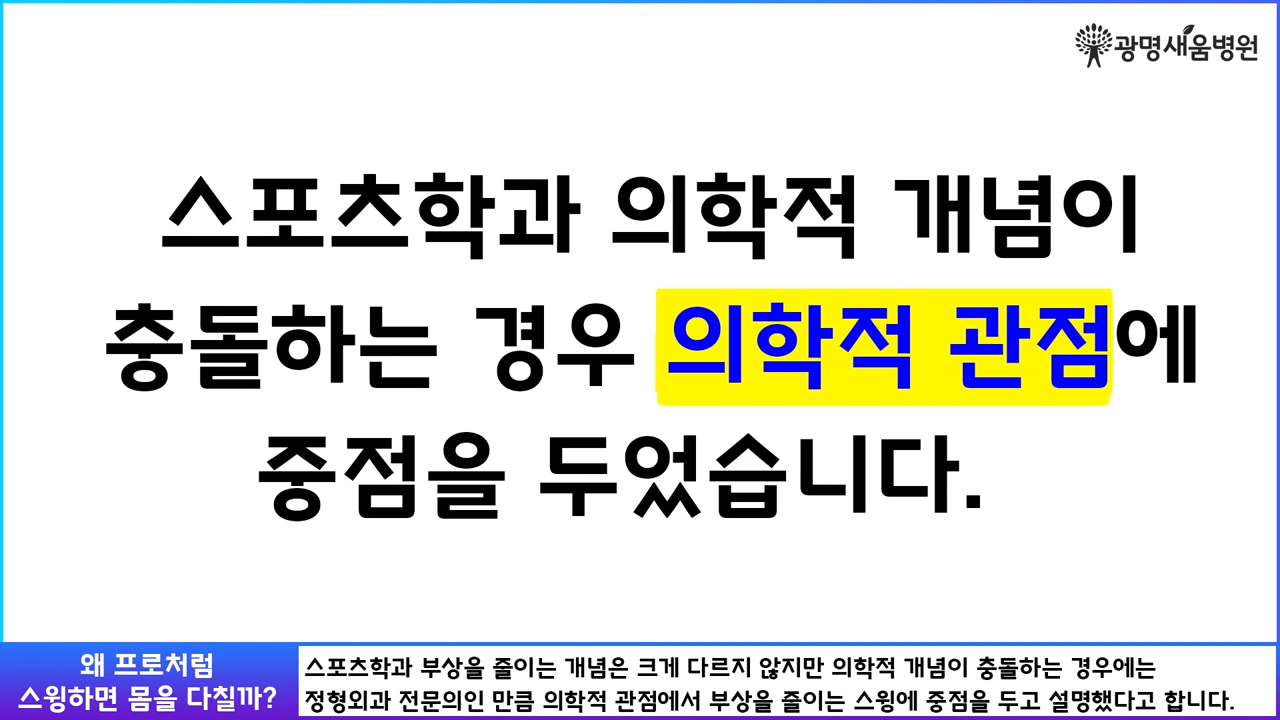 광명새움병원
스포츠학과 의학적 개념이
충돌하는 경우 의학적 관점에
중점을 두었습니다.
왜 프로처럼
스윙하면 몸을 다칠까?
스포츠학과 부상을 줄이는 개념은 크게 다르지 않지만 의학적 개념이 충돌하는 경우에는
정형외과 전문의인 만큼 의학적 관점에서 부상을 줄이는 스윙에 중점을 두고 설명했다고 합니다.